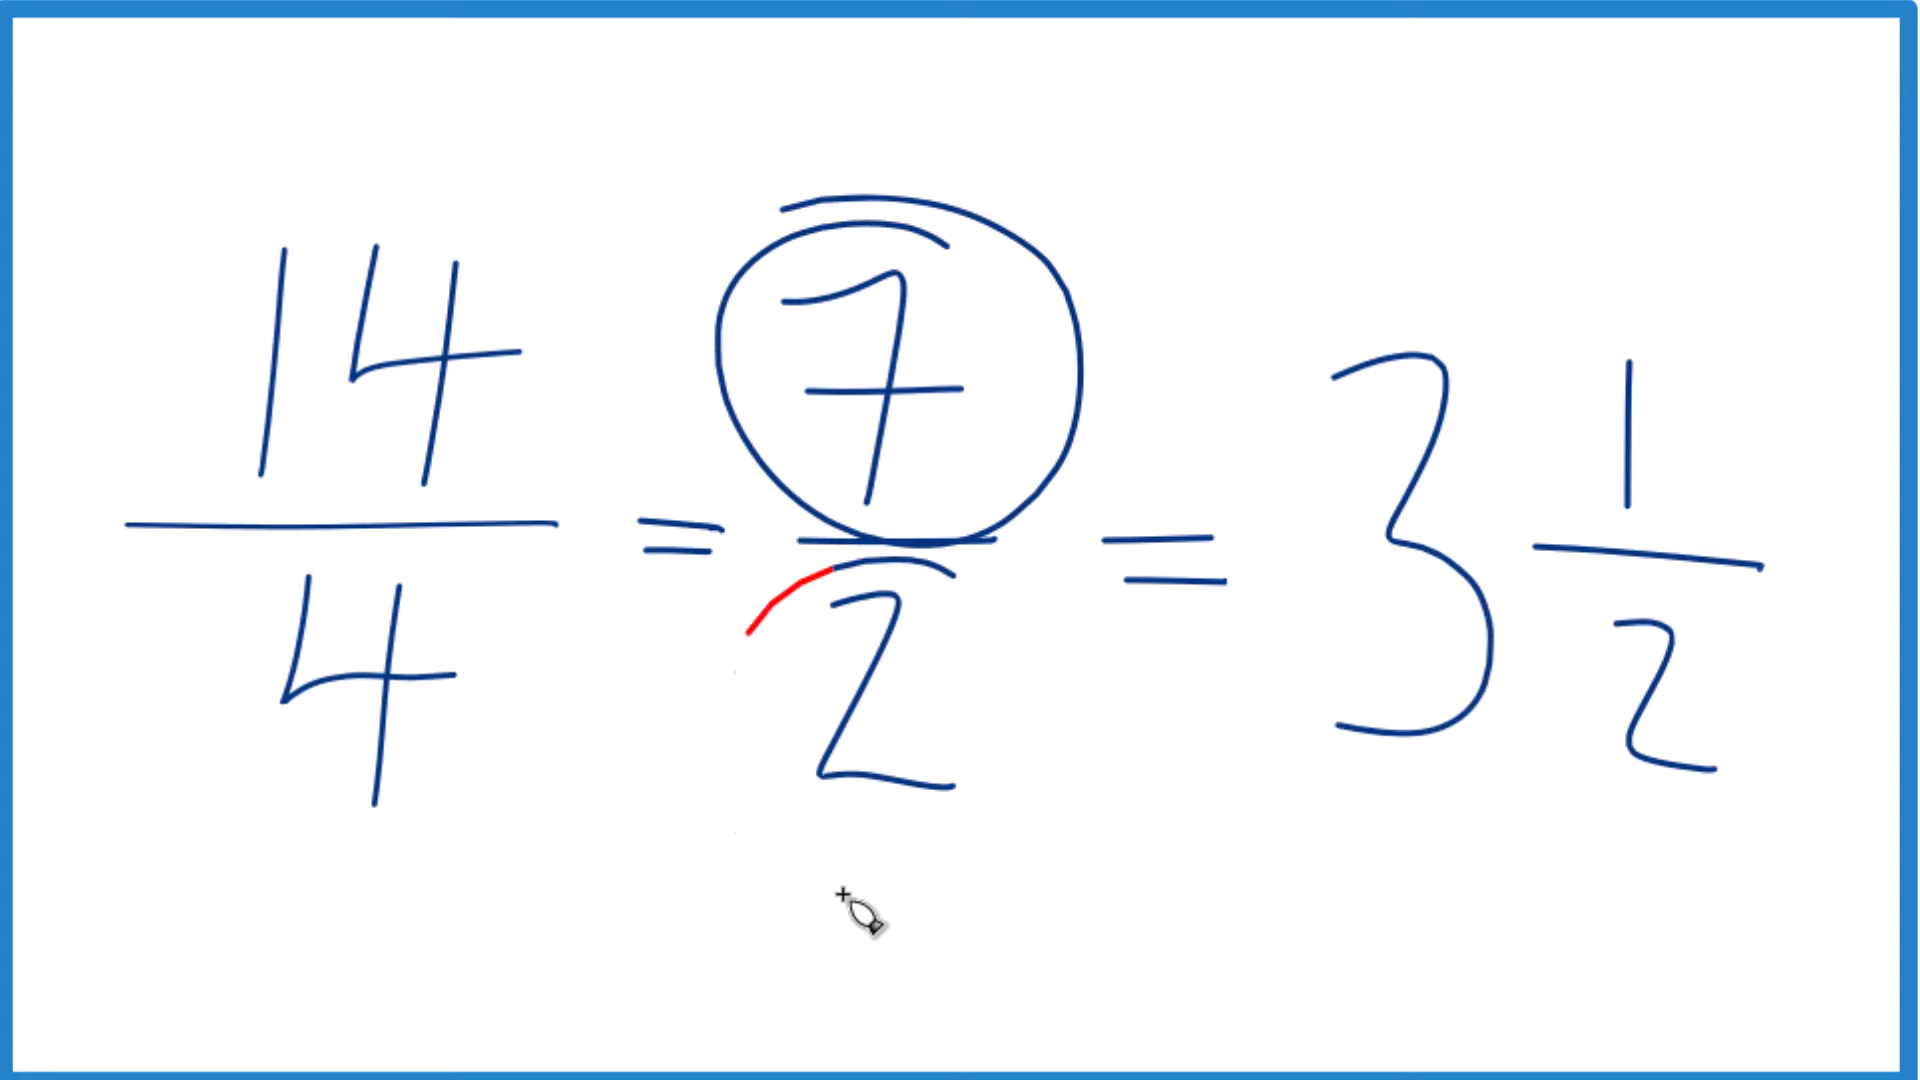 14/4 = 7/2 = 3 1/2